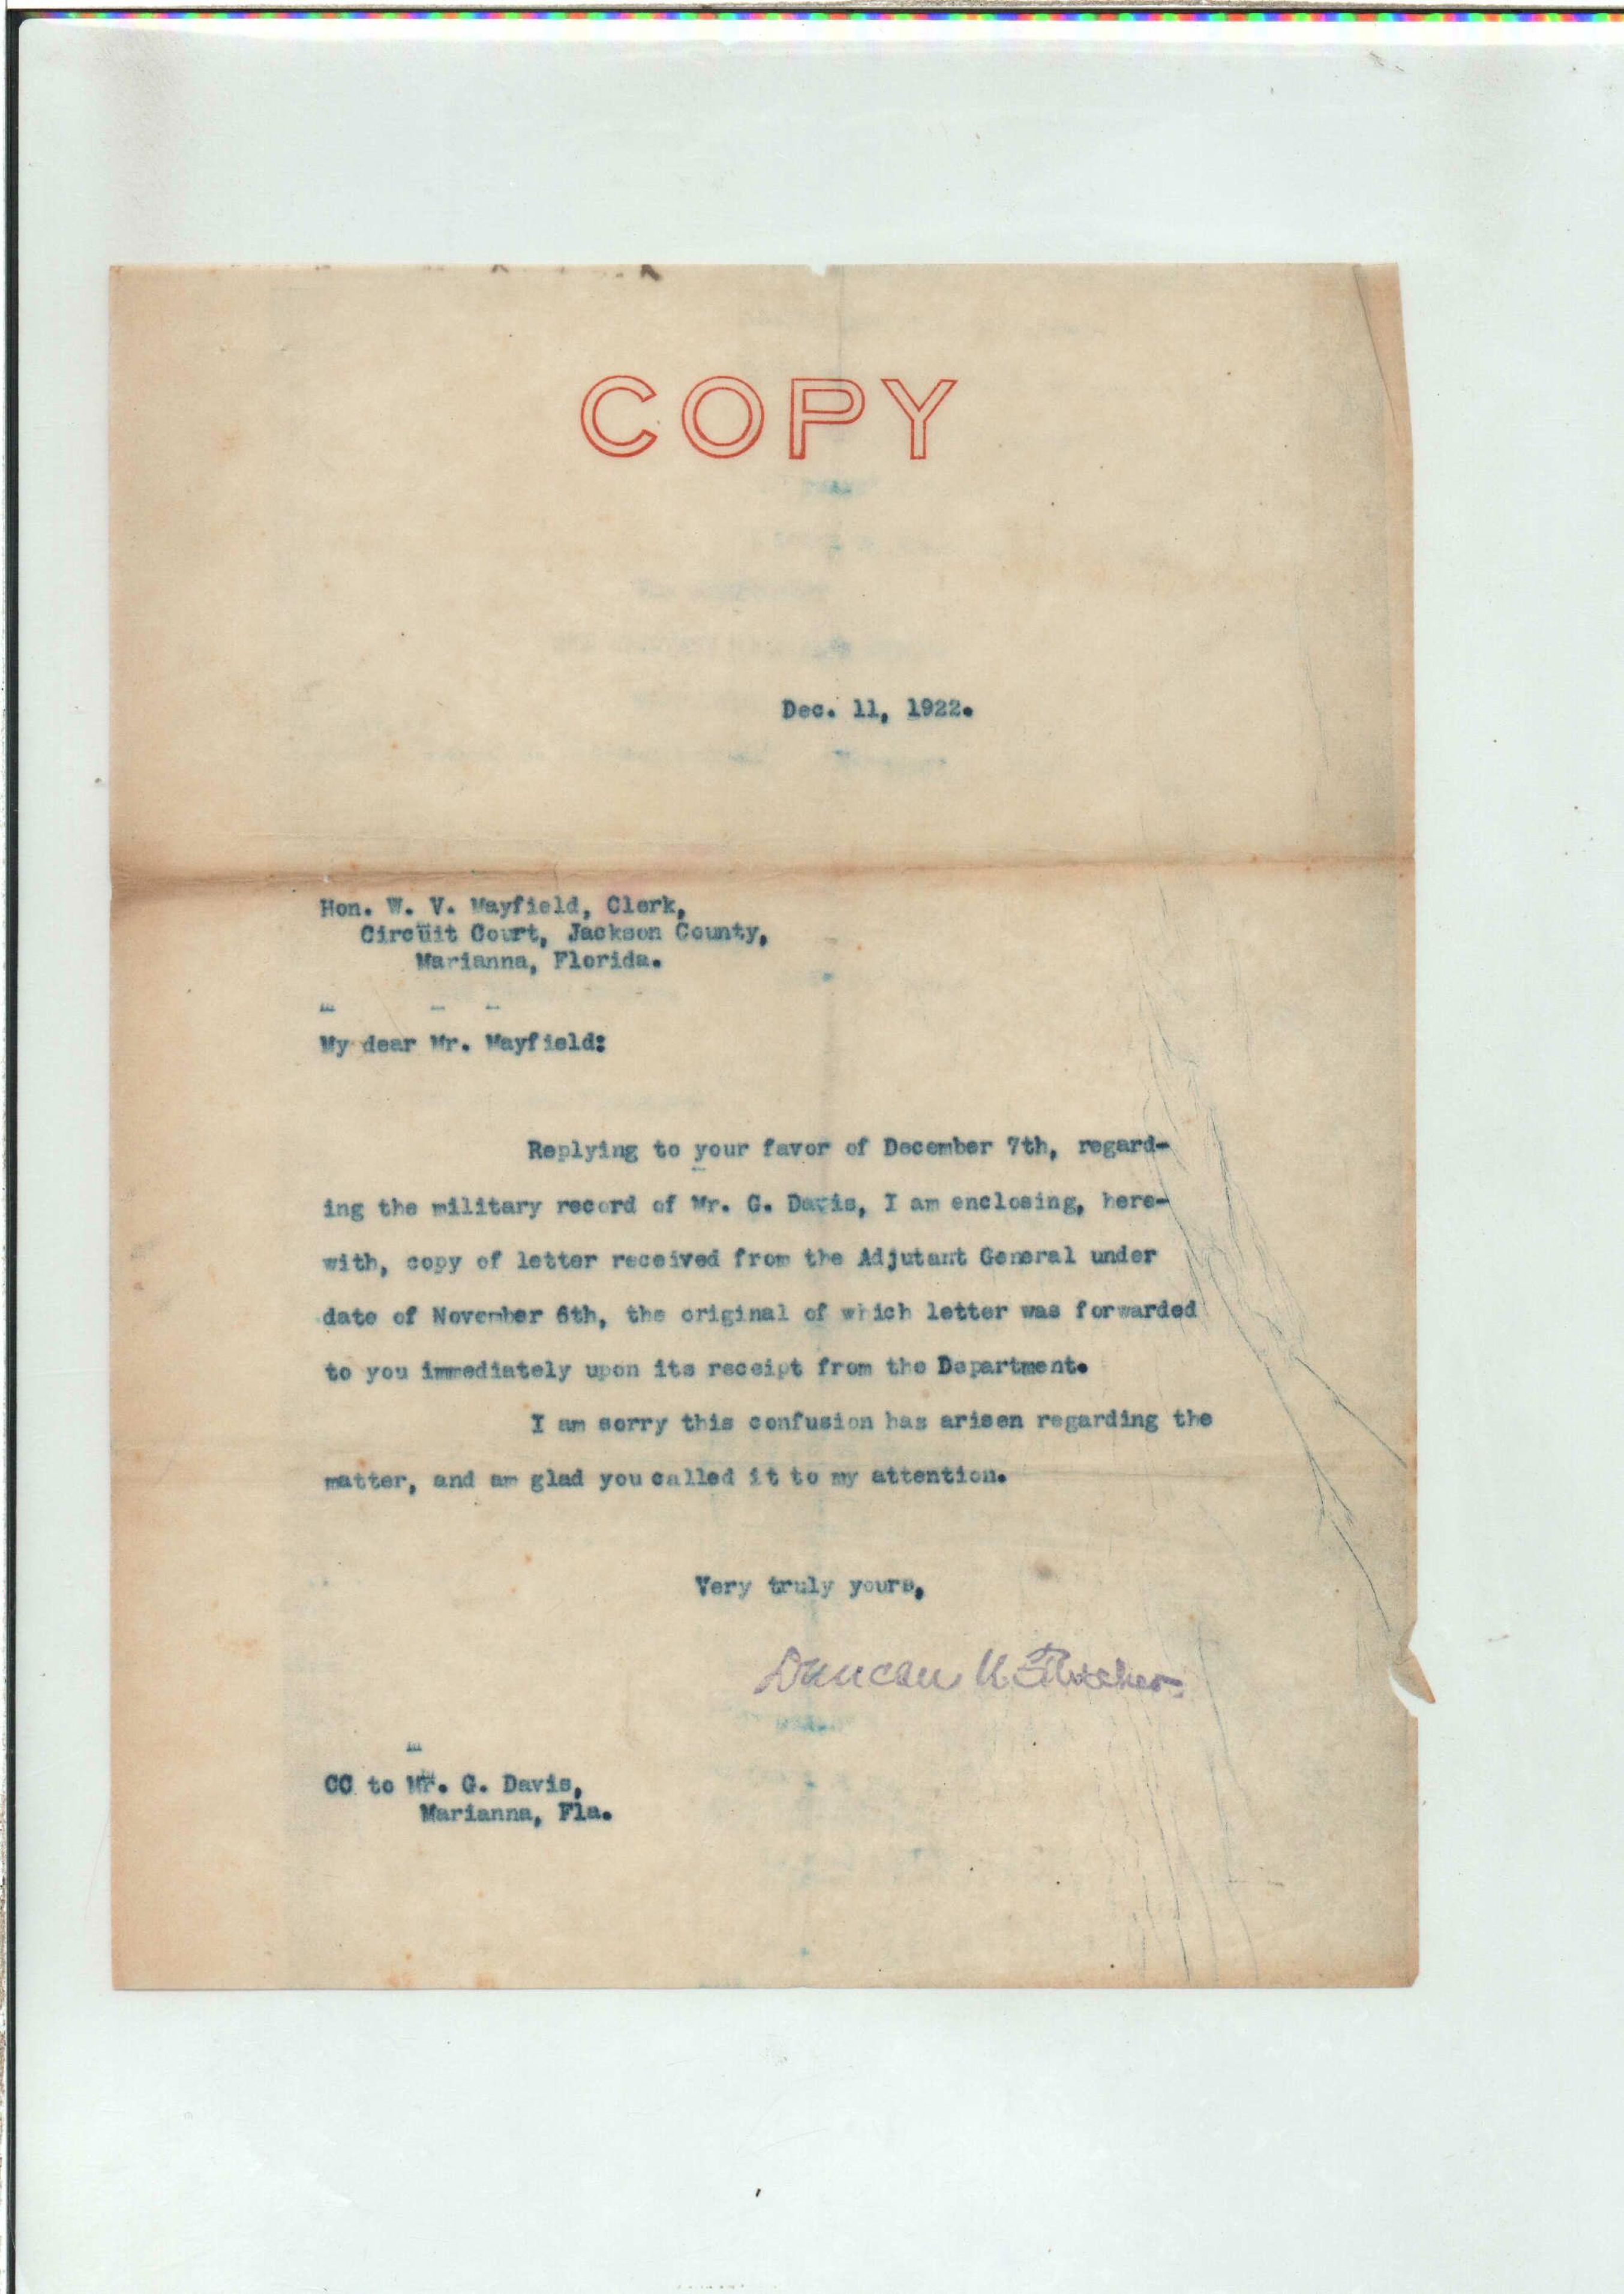 COPY
Dec. 11, 1922.
Hon. W. V. Mayfield, Clerk,
Circuit Court, Jackson County,
Marianna, Florida.
My dear Mr. Mayfield:
Replying to your favor of December 7th, regard-
ing the military record of Mr. G. Davis, I am enclosing, here-
with, copy of letter received from the Adjutant General under
date of November 6th, the original of which letter was forwarded
to you immediately upon its receipt from the Department.
I am sorry this confusion has arisen regarding the
matter, and am glad you called it to my attention.
Very truly yours,
Duncan U. Fletcher
CC to Mr. G. Davis,
Marianna, Fla.